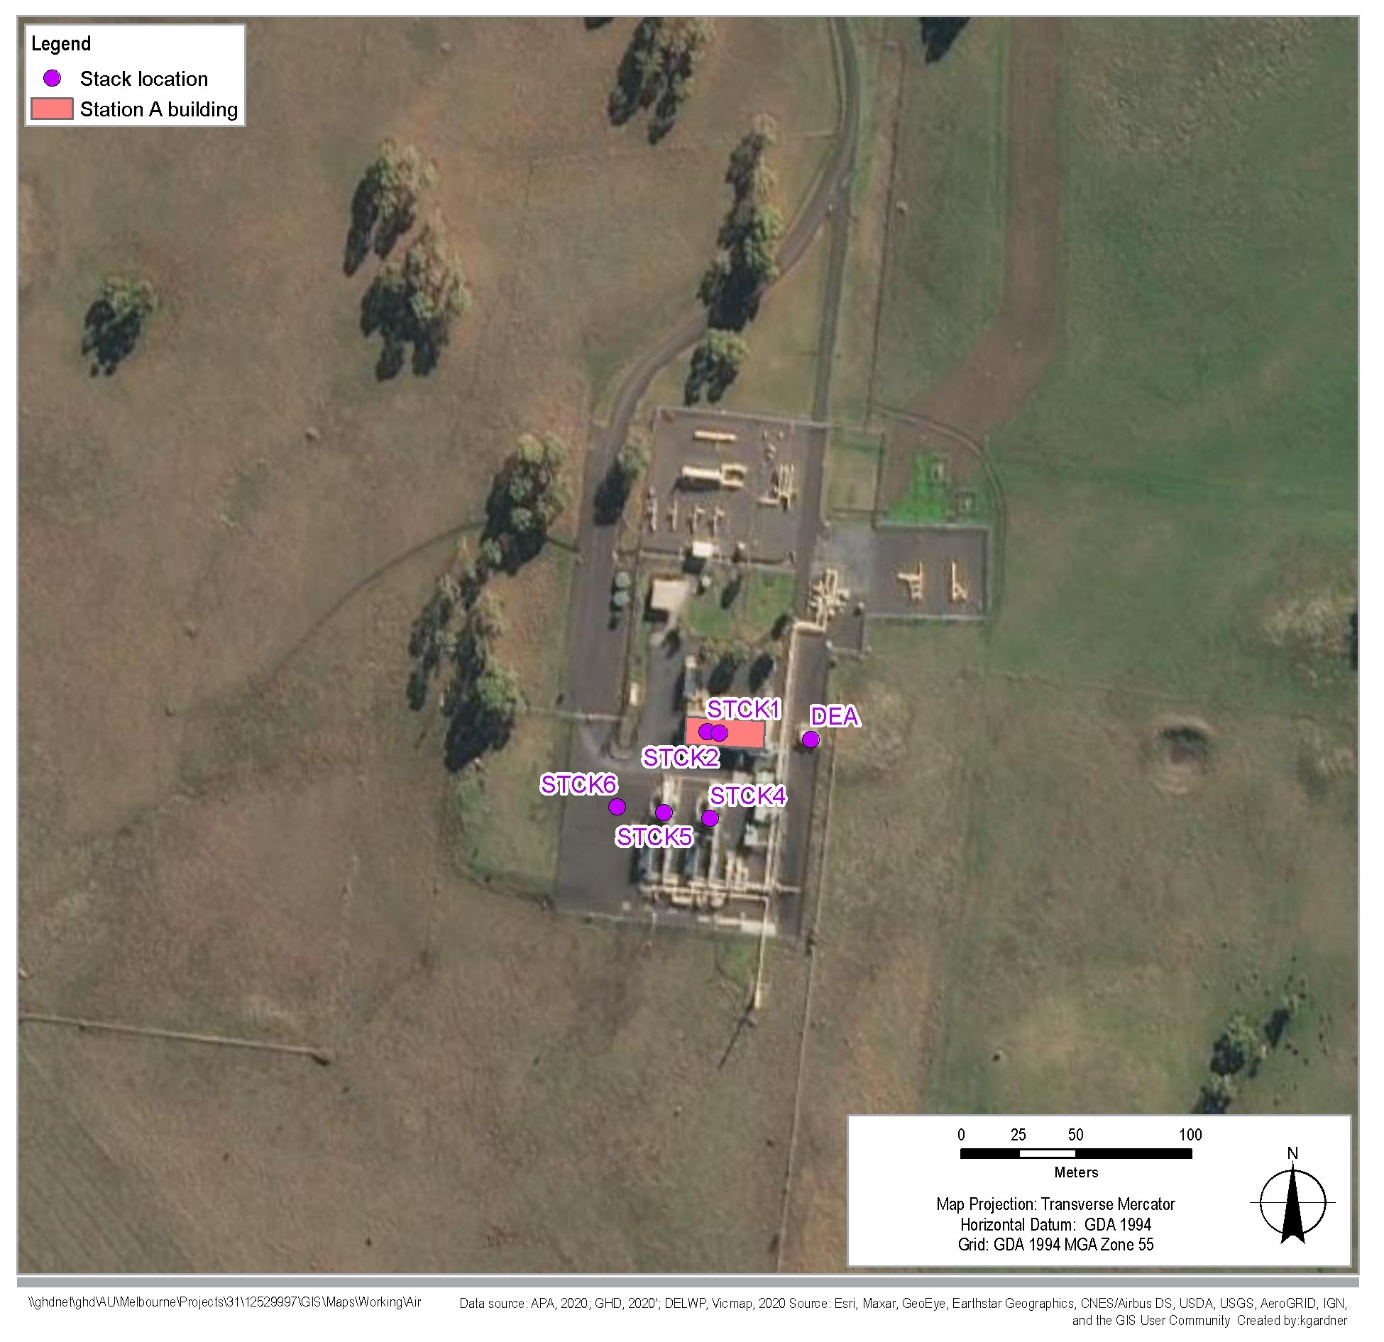 Legend
Stack location
Station A building
STCK1
DEA
STCK2
STCK6
STCK4
STCK5
0 25 50 100
Meters
N
Map Projection: Transverse Mercator
Horizontal Datum: GDA 1994
Grid: GDA 1994 MGA Zone 55
\\ghdnet\ghd\AU\Melbourne\Projects\31\12529997\GIS\Maps\Working\Air
Data source: APA, 2020; GHD, 2020'; DELWP, Vicmap, 2020 Source: Esri, Maxar, GeoEye, Earthstar Geographics, CNES/Airbus DS, USDA, USGS, AeroGRID, IGN,
and the GIS User Community Created by:kgardner